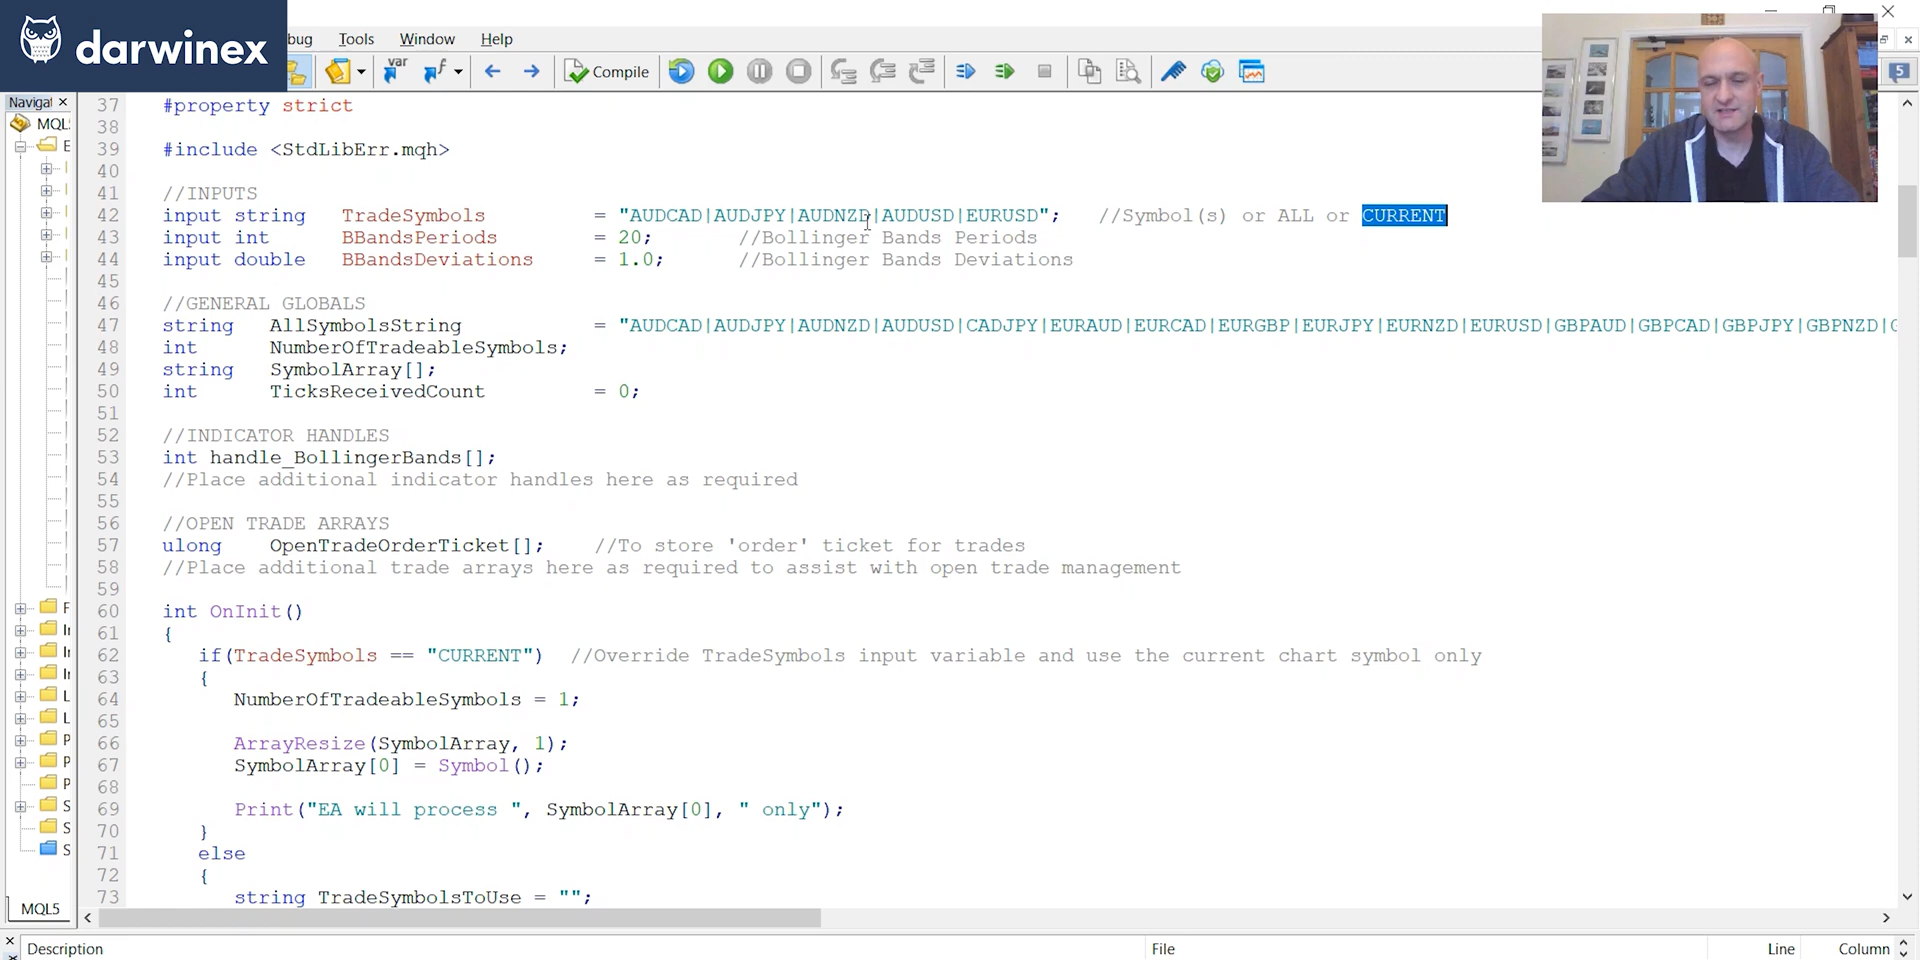 darwinex
bug Tools Window Help
var f Compile 5
Navigat
MQL5
MQL5
37 #property strict
38
39 #include <StdLibErr.mqh>
40
41 //INPUTS
42 input string TradeSymbols = "AUDCAD|AUDJPY|AUDNZD|AUDUSD|EURUSD"; //Symbol(s) or ALL or CURRENT
43 input int BBandsPeriods = 20; //Bollinger Bands Periods
44 input double BBandsDeviations = 1.0; //Bollinger Bands Deviations
45
46 //GENERAL GLOBALS
47 string AllSymbolsString = "AUDCAD|AUDJPY|AUDNZD|AUDUSD|CADJPY|EURAUD|EURCAD|EURGBP|EURJPY|EURNZD|EURUSD|GBPAUD|GBPCAD|GBPJPY|GBPNZD|G
48 int NumberOfTradeableSymbols;
49 string SymbolArray[];
50 int TicksReceivedCount = 0;
51
52 //INDICATOR HANDLES
53 int handle_BollingerBands[];
54 //Place additional indicator handles here as required
55
56 //OPEN TRADE ARRAYS
57 ulong OpenTradeOrderTicket[]; //To store 'order' ticket for trades
58 //Place additional trade arrays here as required to assist with open trade management
59
60 int OnInit()
61 {
62 if(TradeSymbols == "CURRENT") //Override TradeSymbols input variable and use the current chart symbol only
63 {
64 NumberOfTradeableSymbols = 1;
65
66 ArrayResize(SymbolArray, 1);
67 SymbolArray[0] = Symbol();
68
69 Print("EA will process ", SymbolArray[0], " only");
70 }
71 else
72 {
73 string TradeSymbolsToUse = "";
Description File Line Column